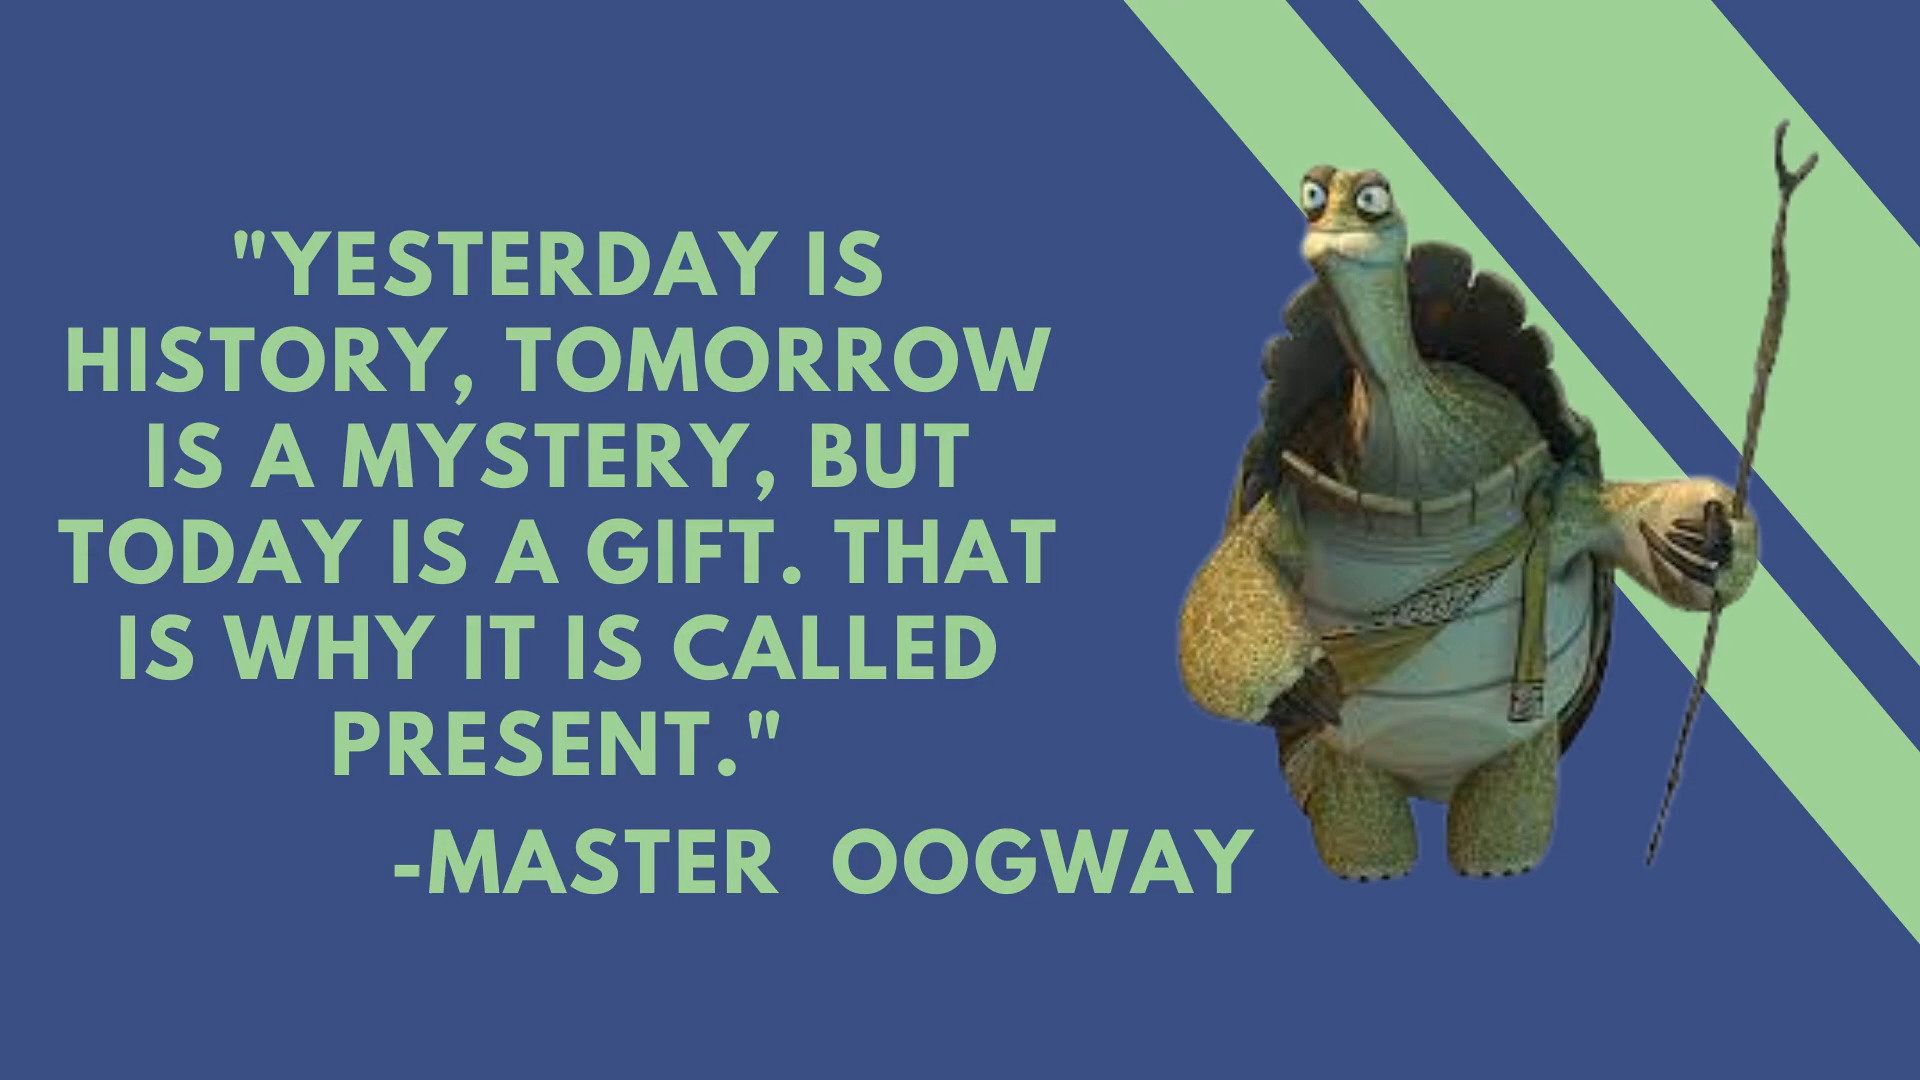 "YESTERDAY IS
HISTORY, TOMORROW
IS A MYSTERY, BUT
TODAY IS A GIFT. THAT
IS WHY IT IS CALLED
PRESENT."
-MASTER OOGWAY